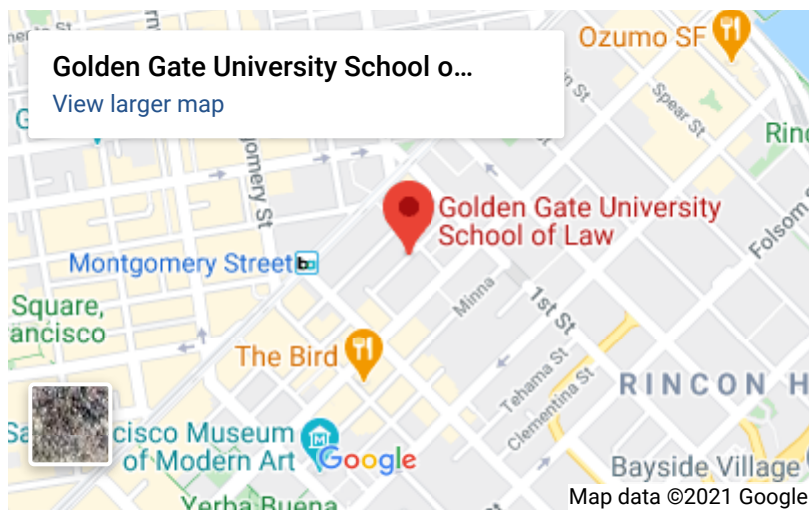 Ozumo SF
Golden Gate University School o...
View larger map
Spear St
Montgomery Street
Golden Gate University
School of Law
Folsom
Square,
Minna
1st St
The Bird
Tehama St
Clementina St
RINCON H
cisco Museum
of Modern Art
Google
Bayside Village
Yerba Buena
Map data ©2021 Google